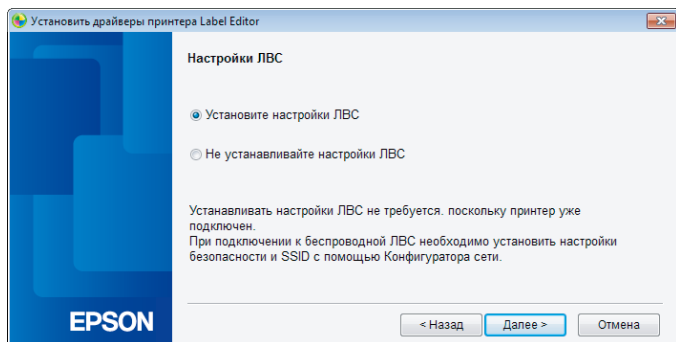 Установить драйверы принтера Label Editor
Настройки ЛВС
Установите настройки ЛВС
Не устанавливайте настройки ЛВС
Устанавливать настройки ЛВС не требуется. поскольку принтер уже
подключен.
При подключении к беспроводной ЛВС необходимо установить настройки
безопасности и SSID с помощью Конфигуратора сети.
EPSON
< Назад
Далее >
Отмена